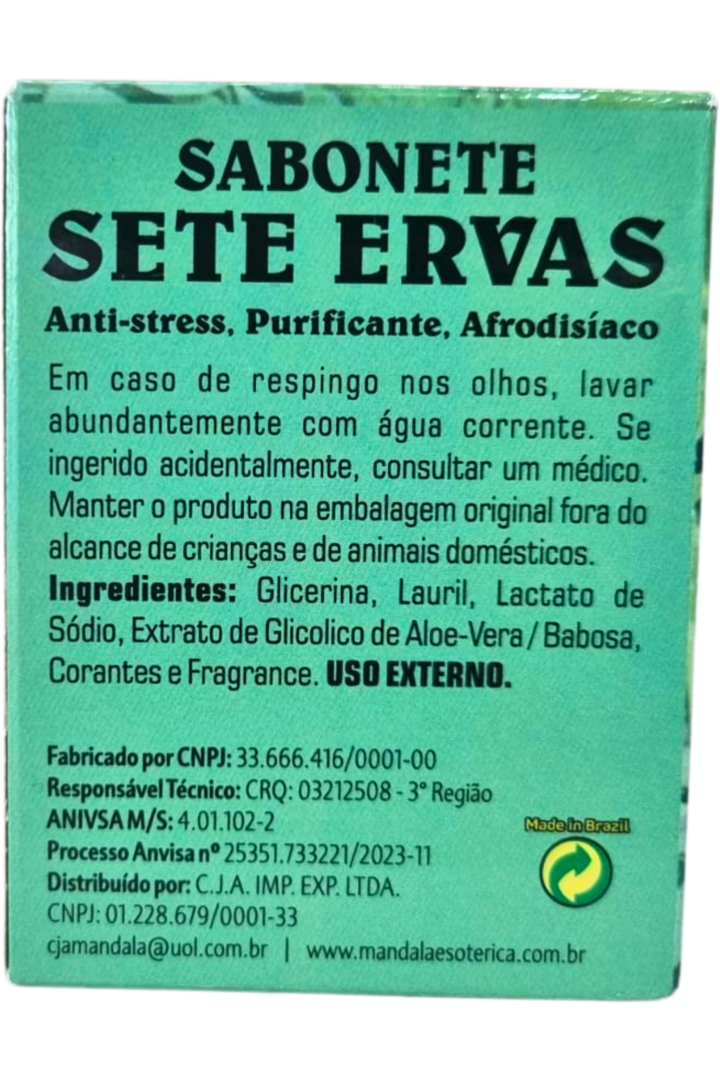 SABONETE
SETE ERVAS
Anti-stress, Purificante, Afrodisíaco
Em caso de respingo nos olhos, lavar
abundantemente com água corrente. Se
ingerido acidentalmente, consultar um médico.
Manter o produto na embalagem original fora do
alcance de crianças e de animais domésticos.
Ingredientes: Glicerina, Lauril, Lactato de
Sódio, Extrato de Glicolico de Aloe-Vera / Babosa,
Corantes e Fragrance. USO EXTERNO.
Fabricado por CNPJ: 33.666.416/0001-00
Responsável Técnico: CRQ: 03212508 - 3° Região
ANIVSA M/S: 4.01.102-2
Processo Anvisa nº 25351.733221/2023-11
Distribuído por: C.J.A. IMP. EXP. LTDA.
CNPJ: 01.228.679/0001-33
cjamandala@uol.com.br | www.mandalaesoterica.com.br
Made in Brazil